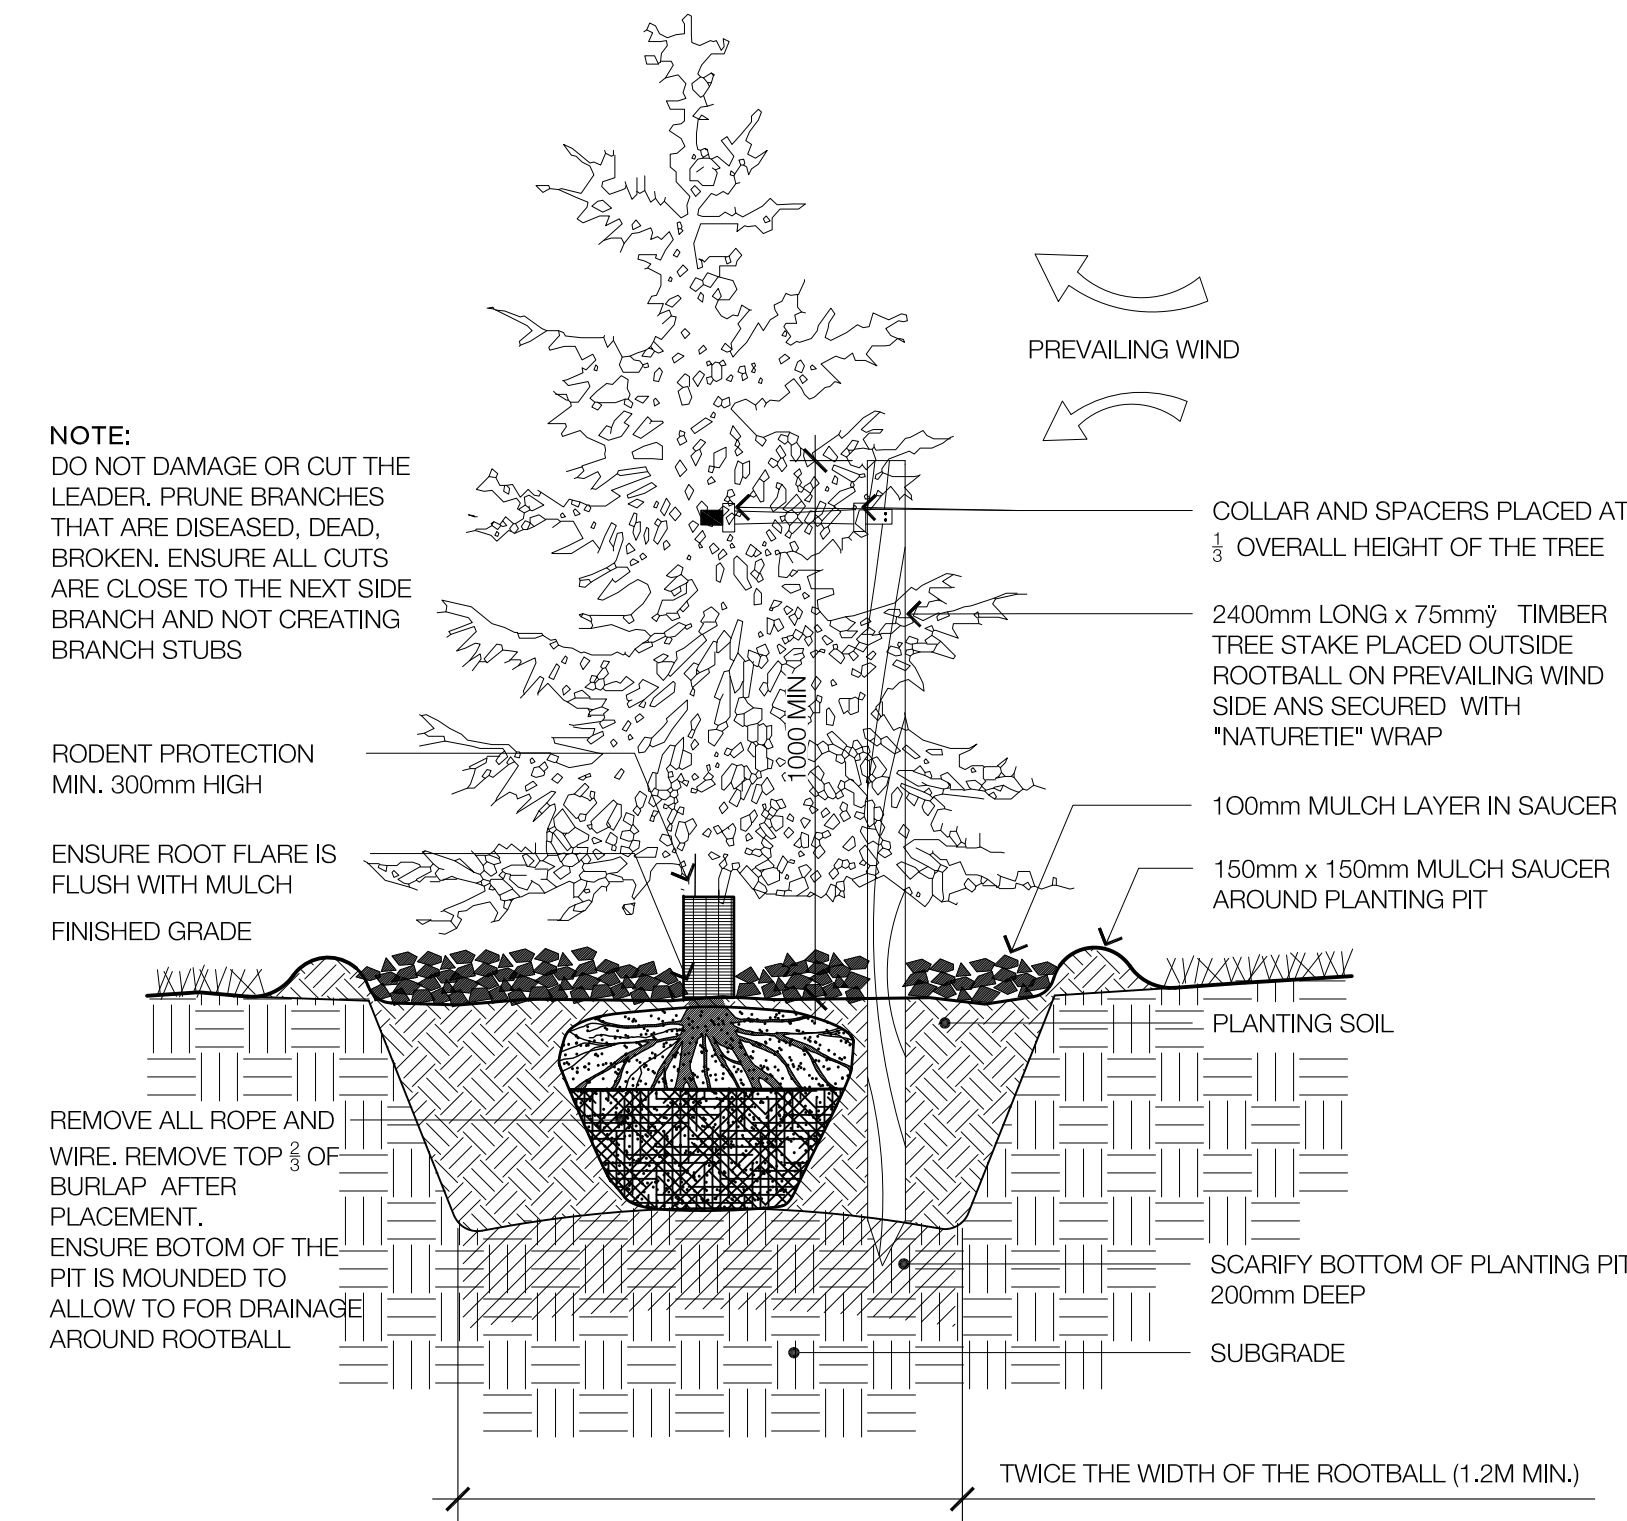 PREVAILING WIND
NOTE:
DO NOT DAMAGE OR CUT THE
LEADER. PRUNE BRANCHES
THAT ARE DISEASED, DEAD,
BROKEN. ENSURE ALL CUTS
ARE CLOSE TO THE NEXT SIDE
BRANCH AND NOT CREATING
BRANCH STUBS
RODENT PROTECTION
MIN. 300mm HIGH
ENSURE ROOT FLARE IS
FLUSH WITH MULCH
FINISHED GRADE
REMOVE ALL ROPE AND
WIRE. REMOVE TOP 2/3 OF
BURLAP AFTER
PLACEMENT.
ENSURE BOTOM OF THE
PIT IS MOUNDED TO
ALLOW TO FOR DRAINAGE
AROUND ROOTBALL
1000 MIN
COLLAR AND SPACERS PLACED AT
1/3 OVERALL HEIGHT OF THE TREE
2400mm LONG x 75mmÿ TIMBER
TREE STAKE PLACED OUTSIDE
ROOTBALL ON PREVAILING WIND
SIDE ANS SECURED WITH
"NATURETIE" WRAP
100mm MULCH LAYER IN SAUCER
150mm x 150mm MULCH SAUCER
AROUND PLANTING PIT
PLANTING SOIL
SCARIFY BOTTOM OF PLANTING PIT
200mm DEEP
SUBGRADE
TWICE THE WIDTH OF THE ROOTBALL (1.2M MIN.)